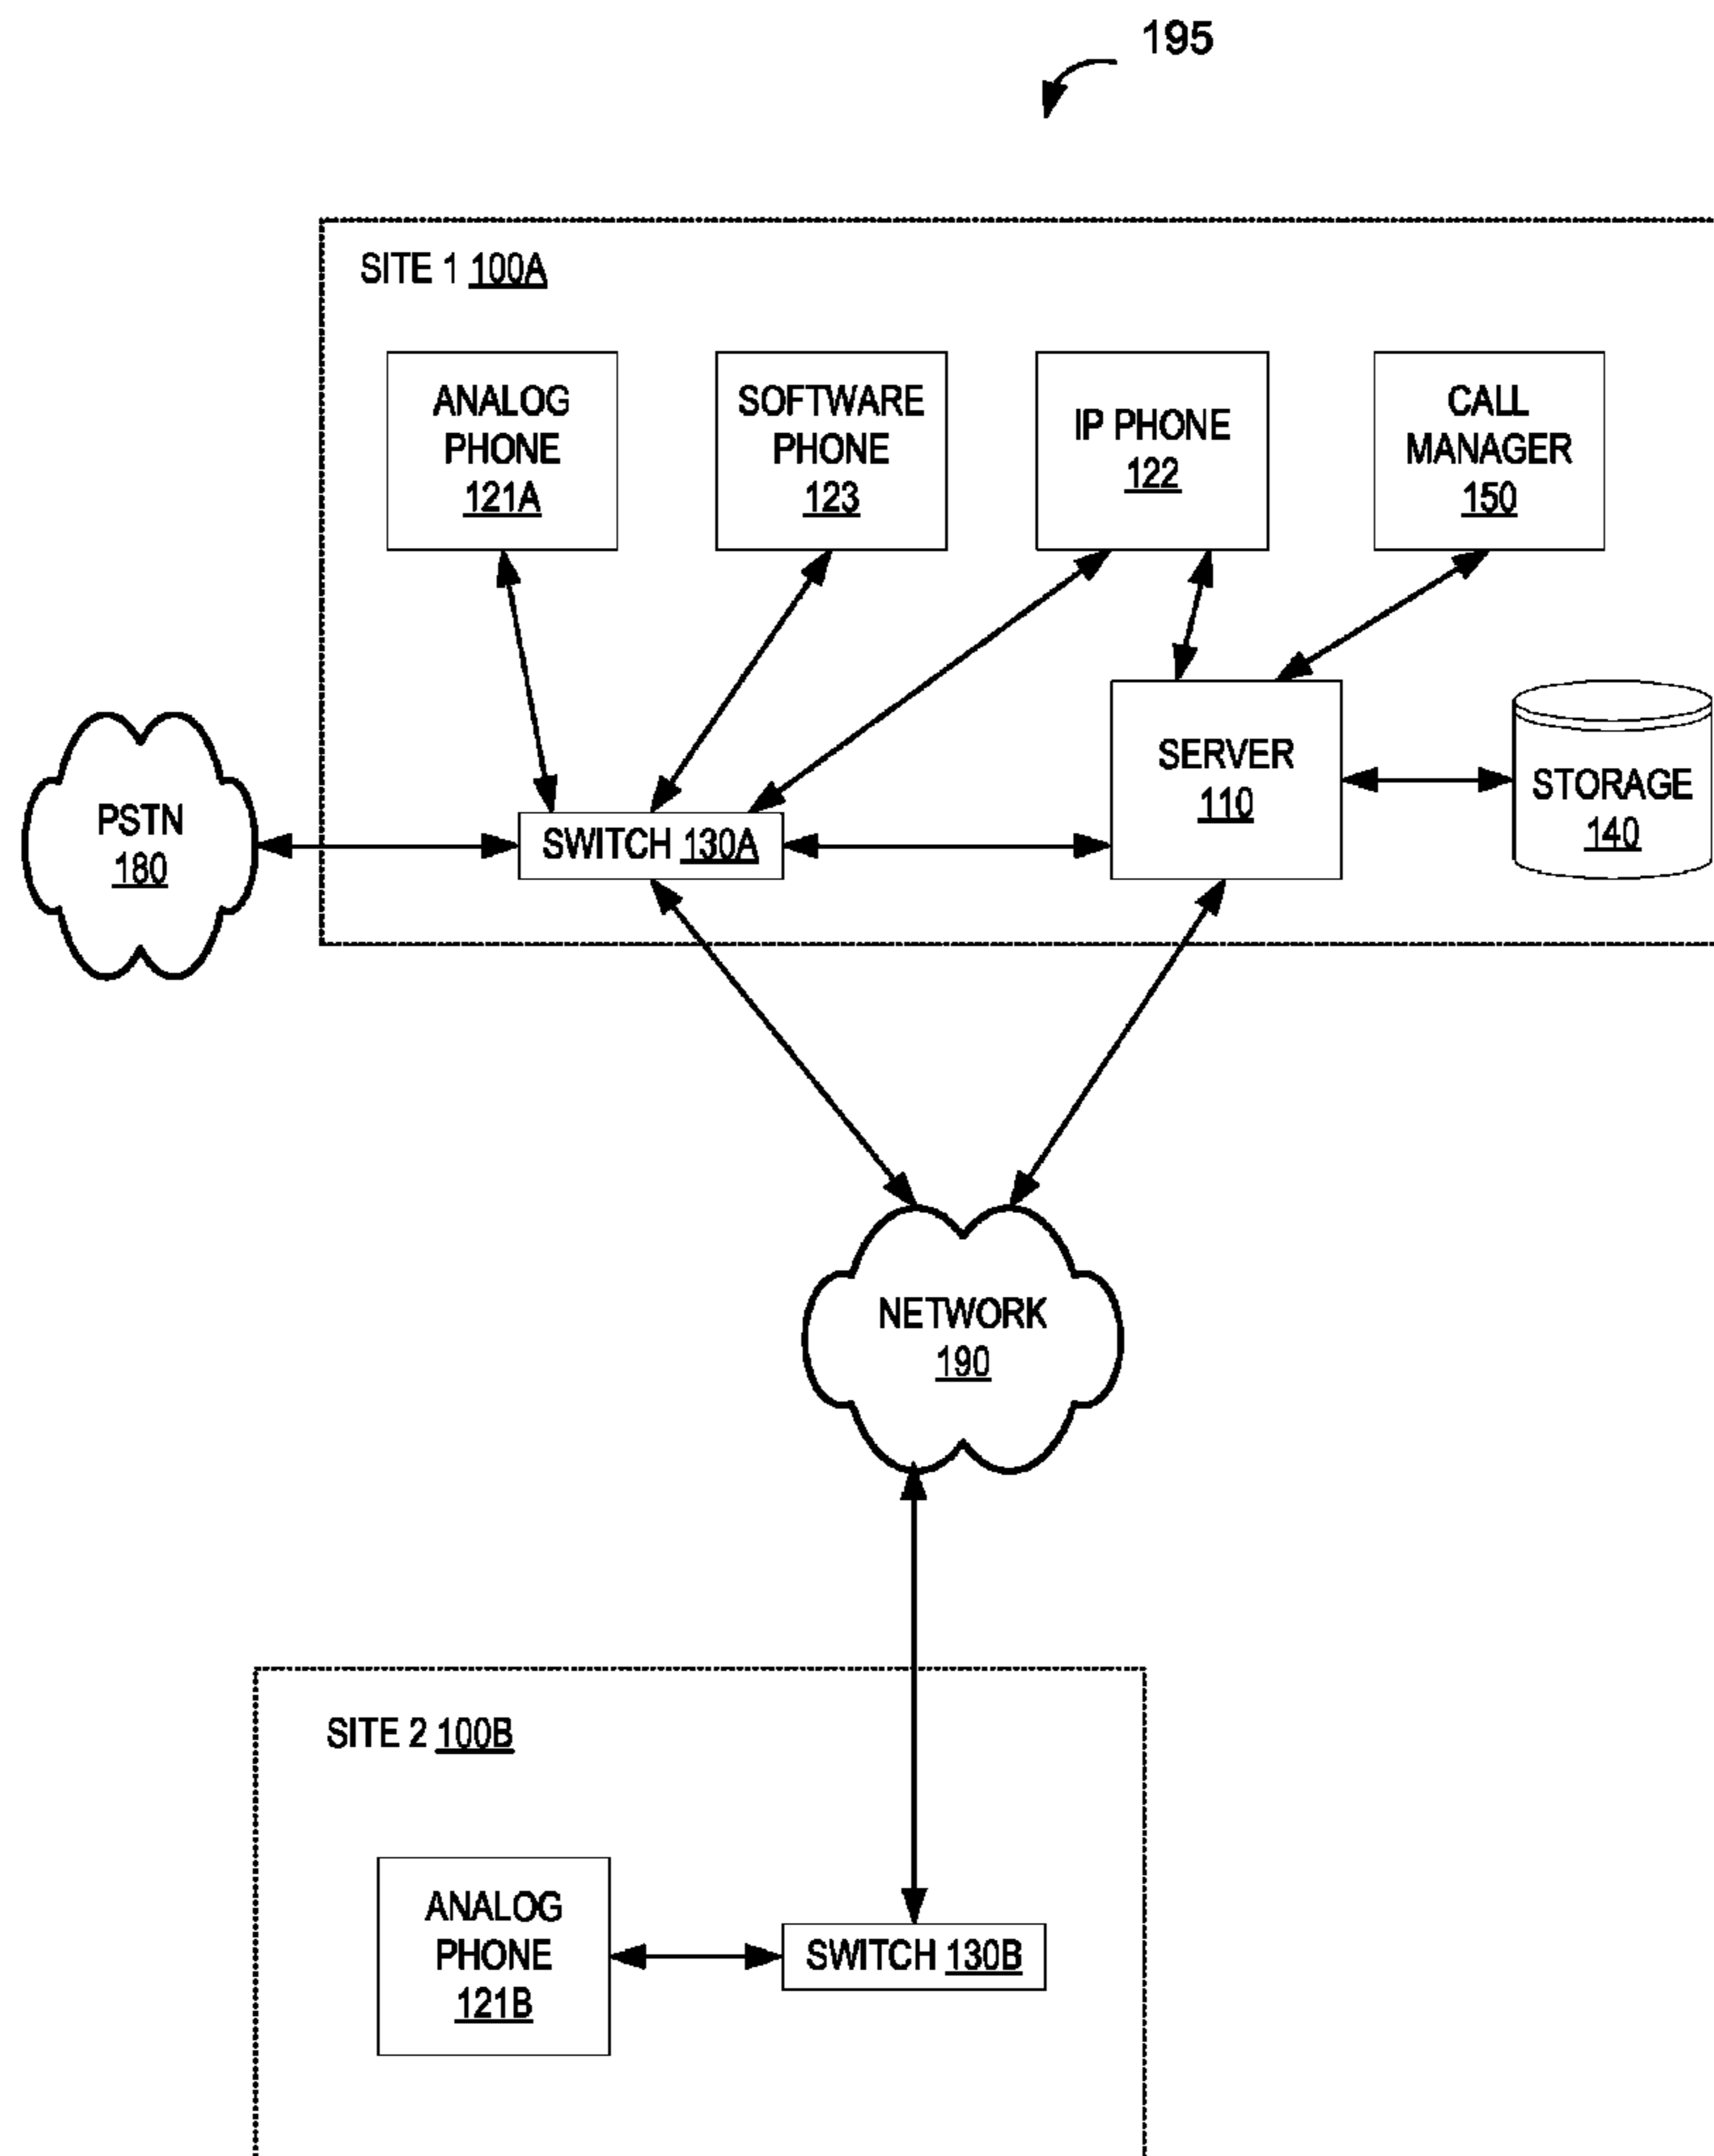 195
SITE 1 100A
ANALOG
PHONE
121A
SOFTWARE
PHONE
123
IP PHONE
122
CALL
MANAGER
150
PSTN
180
SWITCH 130A
SERVER
110
STORAGE
140
NETWORK
190
SITE 2 100B
ANALOG
PHONE
121B
SWITCH 130B